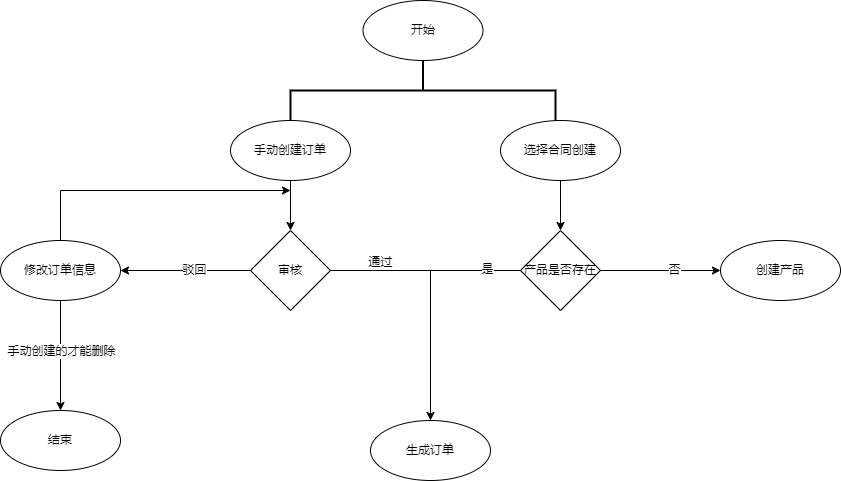 开始
手动创建订单
选择合同创建
修改订单信息
驳回
审核
通过
是
产品是否存在
否
创建产品
手动创建的才能删除
结束
生成订单